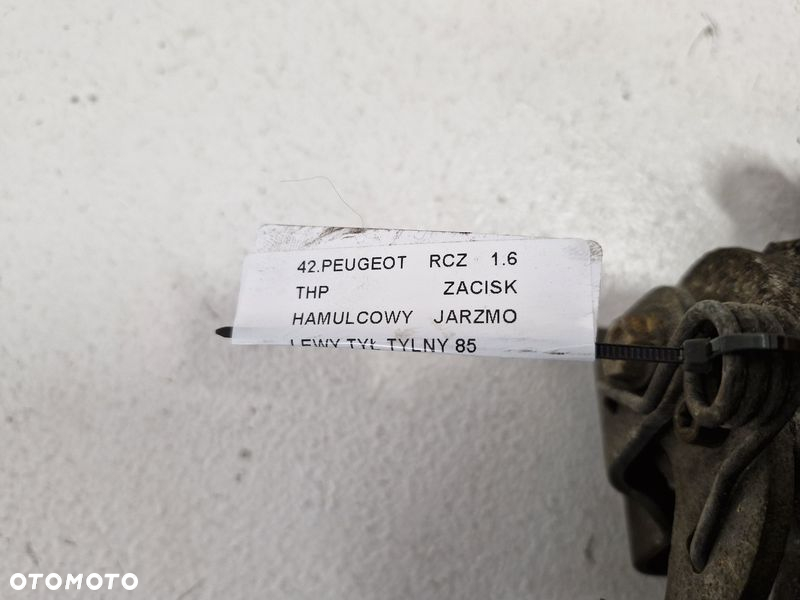 42.PEUGEOT RCZ 1.6
THP ZACISK
HAMULCOWY JARZMO
LEWY TYŁ TYLNY 85
OTOMOTO